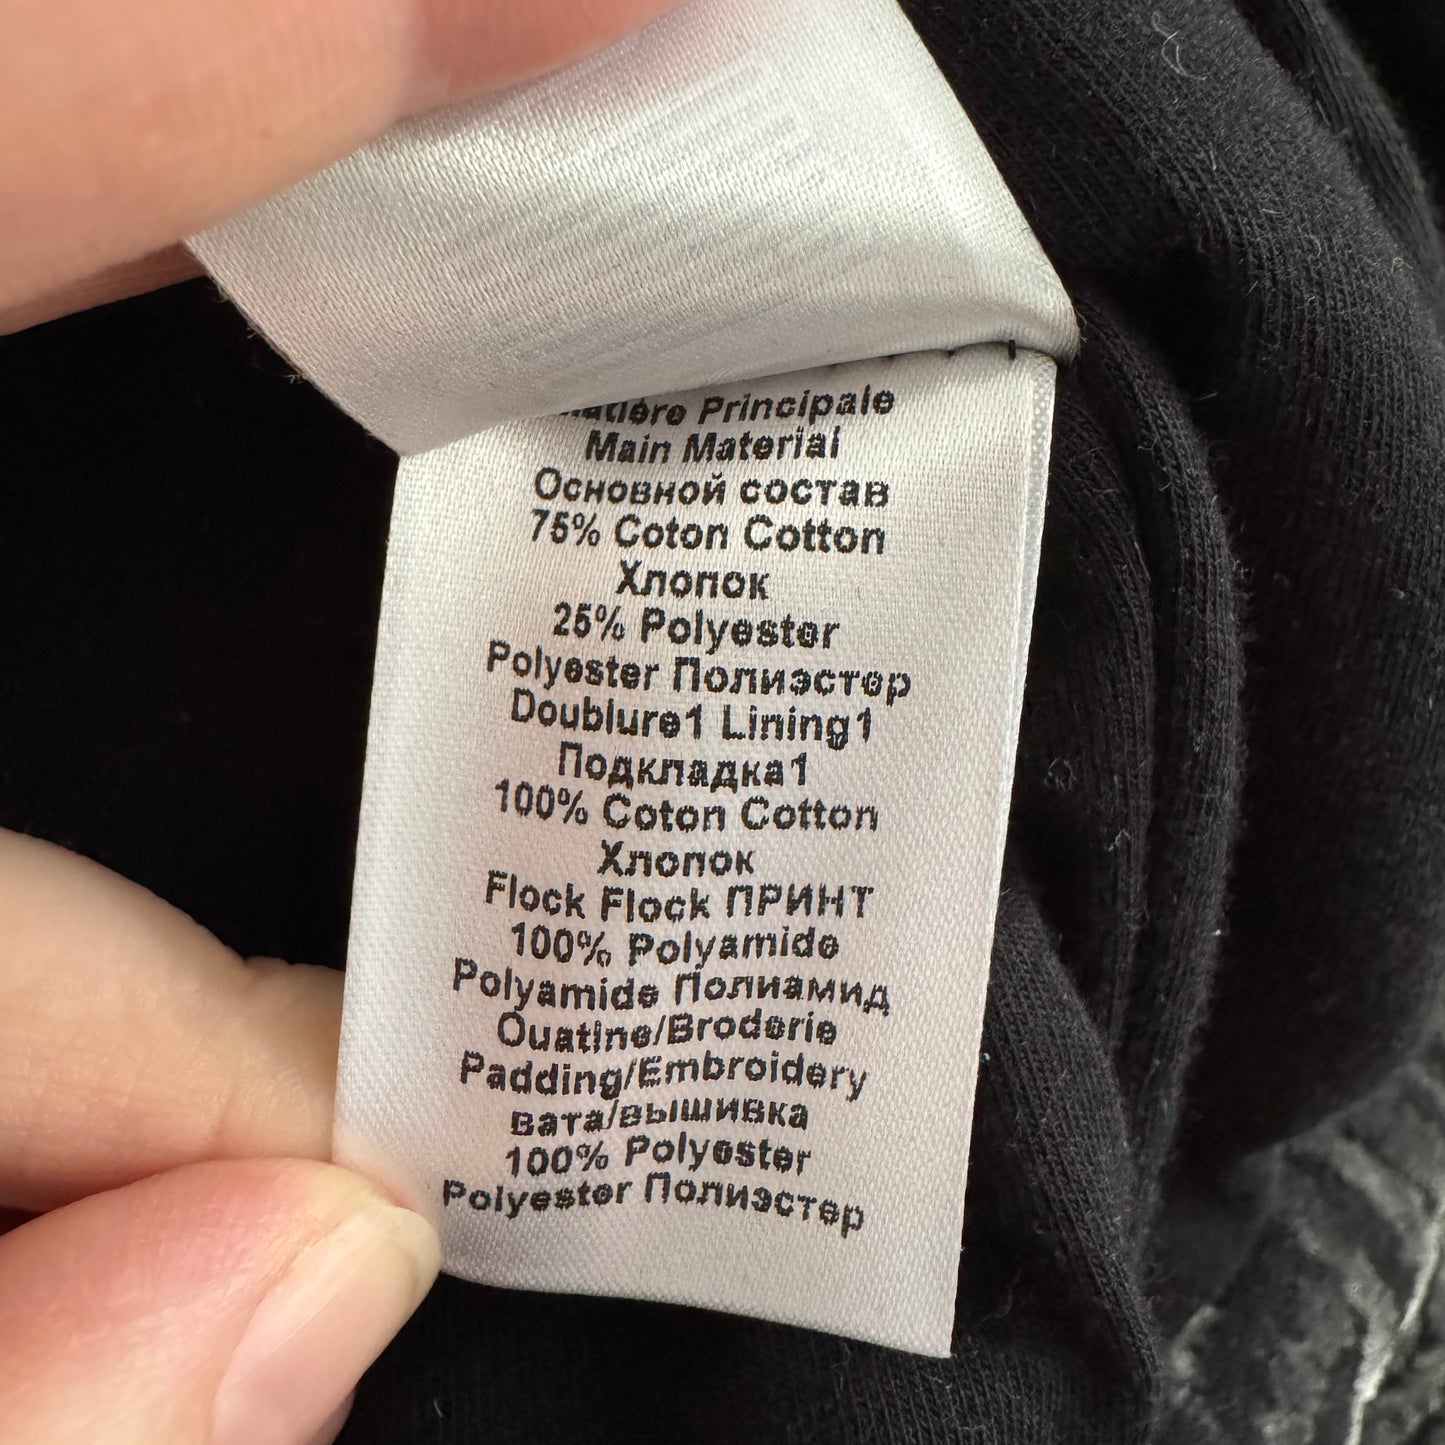 Matière Principale
Main Material
Основной состав
75% Coton Cotton
Хлопок
25% Polyester
Polyester Полиэстер
Doublure1 Lining1
Подкладка1
100% Coton Cotton
Хлопок
Flock Flock ПРИНТ
100% Polyamide
Polyamide Полиамид
Ouatine/Broderie
Padding/Embroidery
вата/вышивка
100% Polyester
Polyester Полиэстер